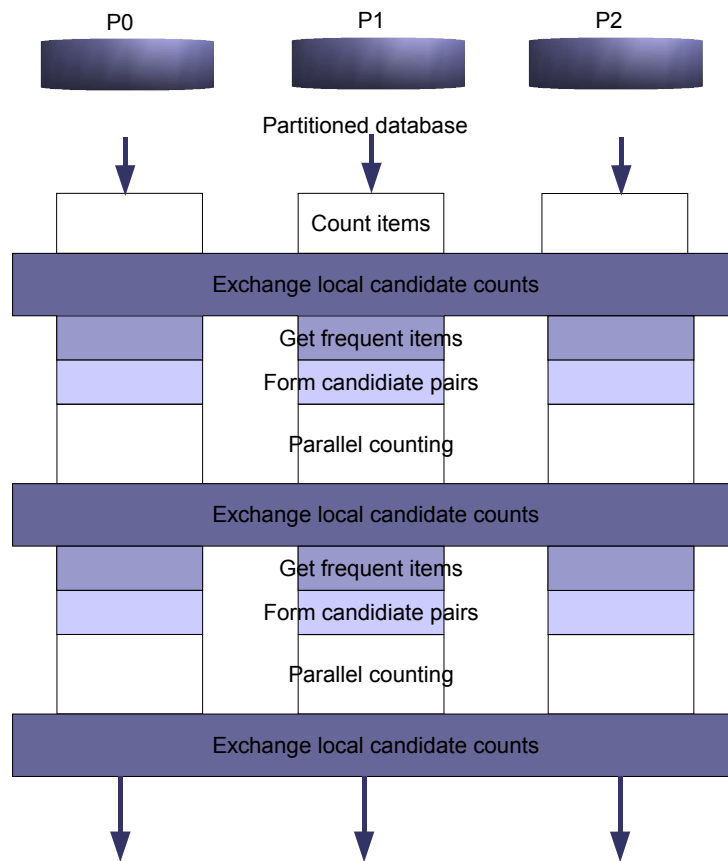 P0 P1 P2
Partitioned database
Count items
Exchange local candidate counts
Get frequent items
Form candidiate pairs
Parallel counting
Exchange local candidate counts
Get frequent items
Form candidiate pairs
Parallel counting
Exchange local candidate counts